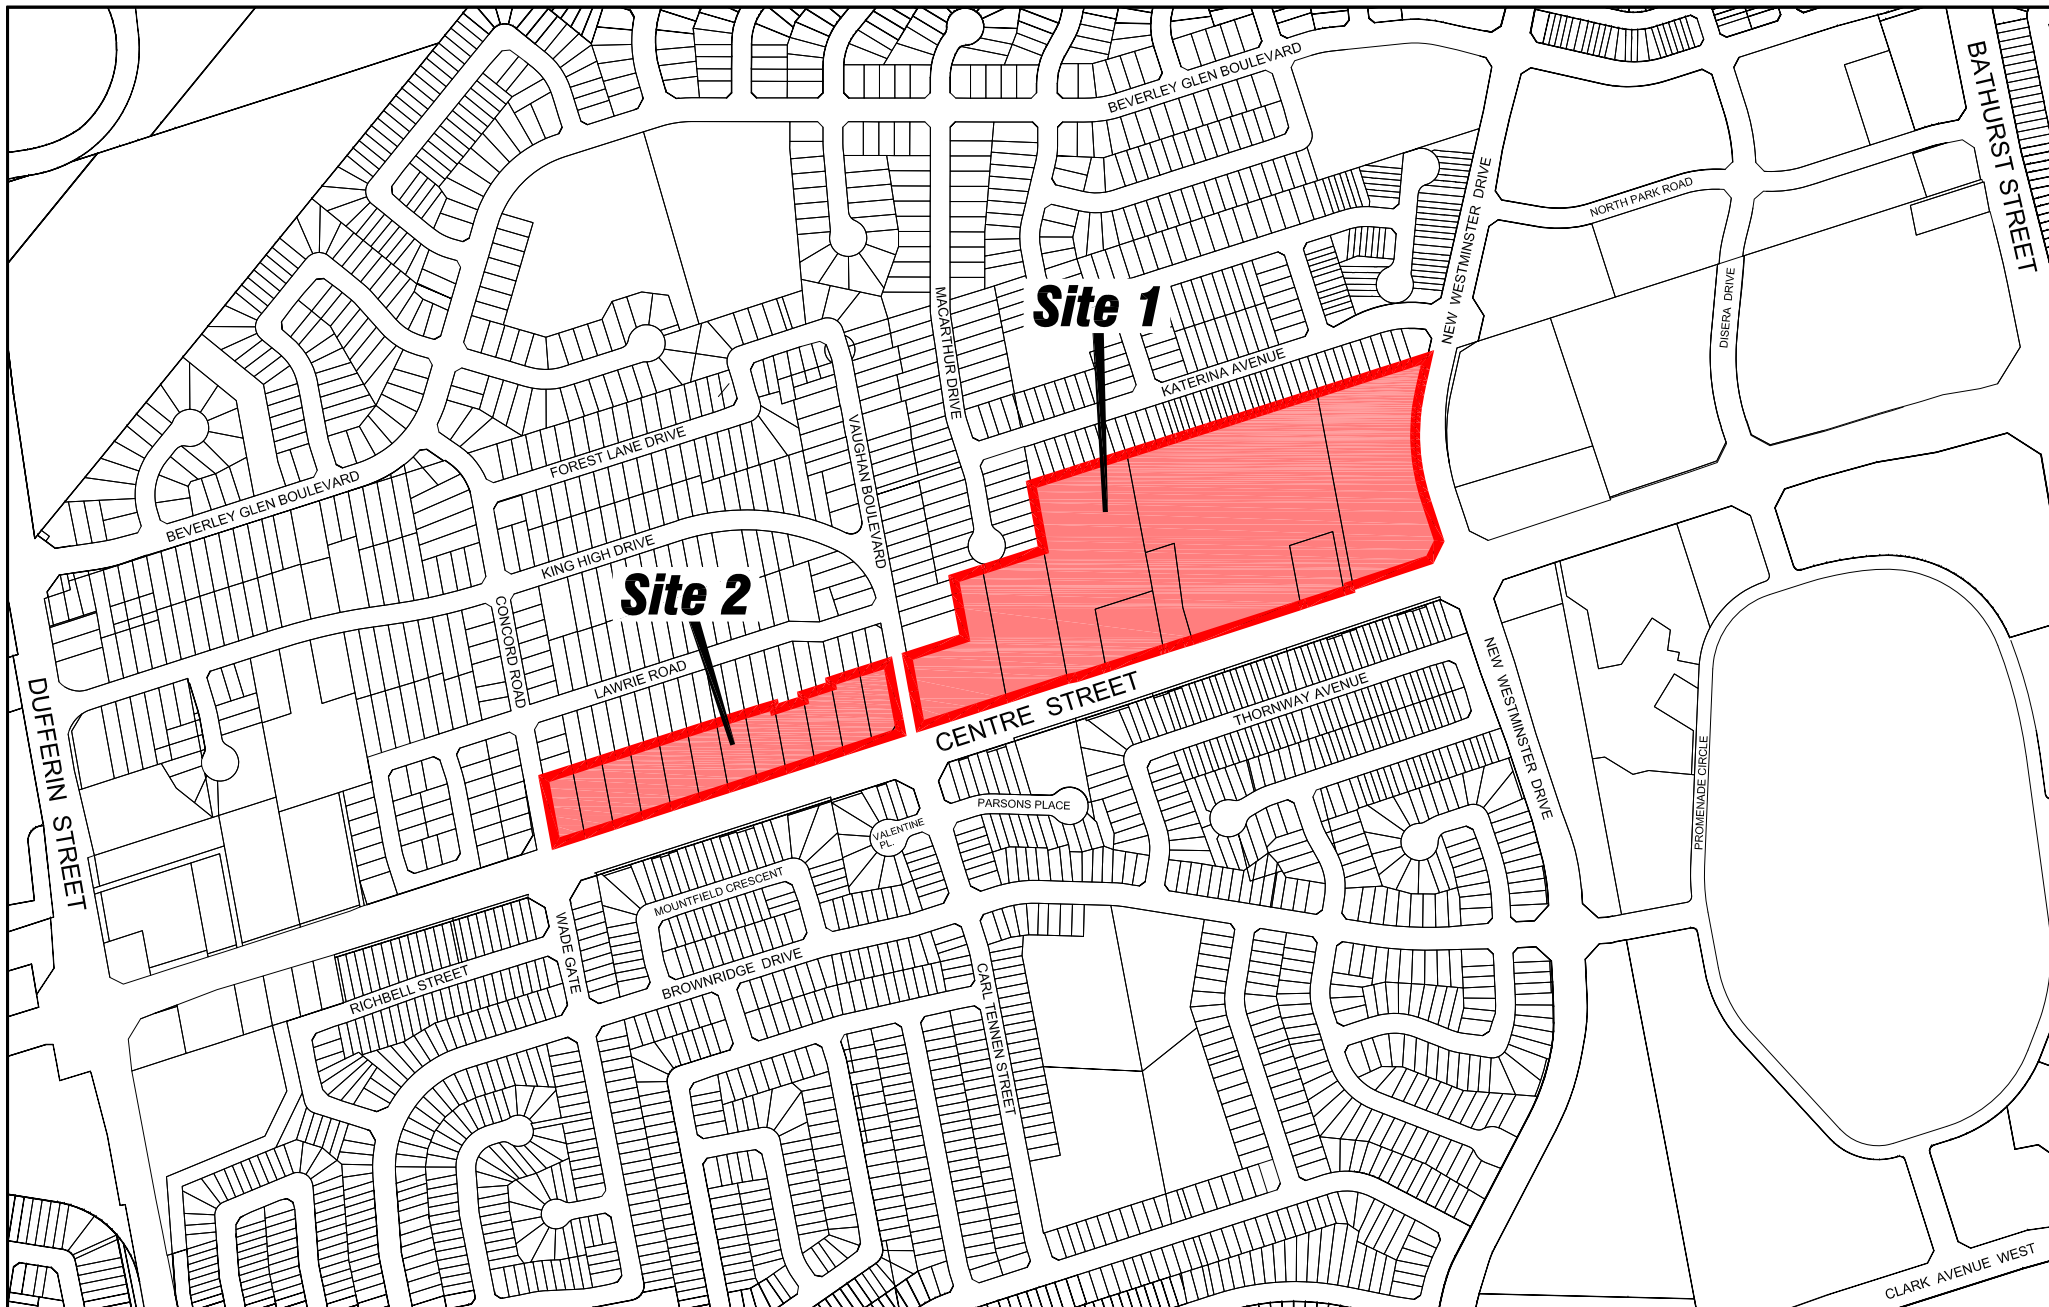 BEVERLEY GLEN BOULEVARD
BATHURST STREET
NEW WESTMINSTER DRIVE
NORTH PARK ROAD
DISERA DRIVE
Site 1
MACARTHUR DRIVE
KATERINA AVENUE
VAUGHAN BOULEVARD
FOREST LANE DRIVE
BEVERLEY GLEN BOULEVARD
KING HIGH DRIVE
Site 2
CONCORD ROAD
LAWRIE ROAD
DUFFERIN STREET
CENTRE STREET
THORNWAY AVENUE
NEW WESTMINSTER DRIVE
PROMENADE CIRCLE
PARSONS PLACE
VALENTINE
PL.
MOUNTFIELD CRESCENT
WADE GATE
BROWNRIDGE DRIVE
RICHBELL STREET
CARL TENNEN STREET
CLARK AVENUE WEST